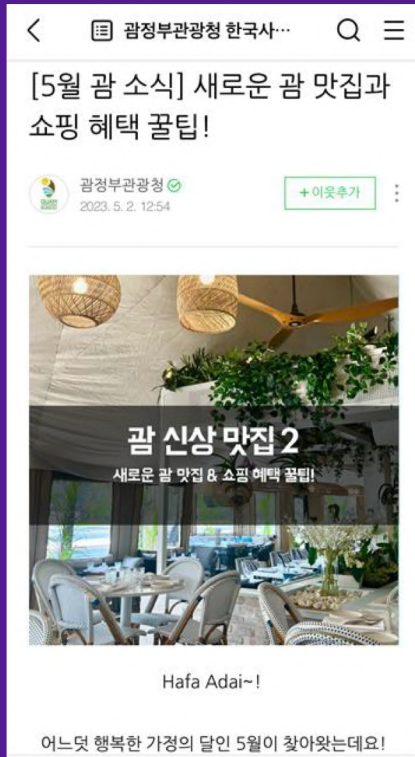 괌정부관광청 한국사…
[5월 괌 소식] 새로운 괌 맛집과
쇼핑 혜택 꿀팁!
괌정부관광청
2023. 5. 2. 12:54
+이웃추가
괌 신상 맛집 2
새로운 괌 맛집 & 쇼핑 혜택 꿀팁!
Hafa Adai~!
어느덧 행복한 가정의 달인 5월이 찾아왔는데요!